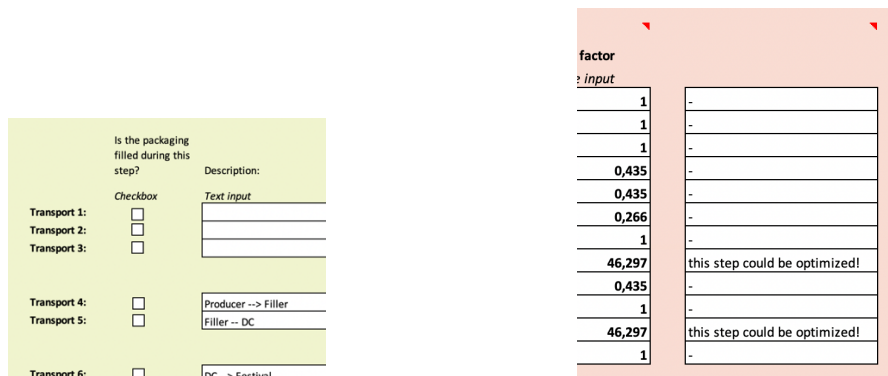 Is the packaging
filled during this
step?
Description:
Checkbox
Text input
Transport 1:
Transport 2:
Transport 3:
Transport 4:
Producer --> Filler
Transport 5:
Filler -- DC
Transport 6:
DC --> Festival
factor
input
1
-
1
-
1
-
0,435
-
0,435
-
0,266
-
1
-
46,297
this step could be optimized!
0,435
-
1
-
46,297
this step could be optimized!
1
-